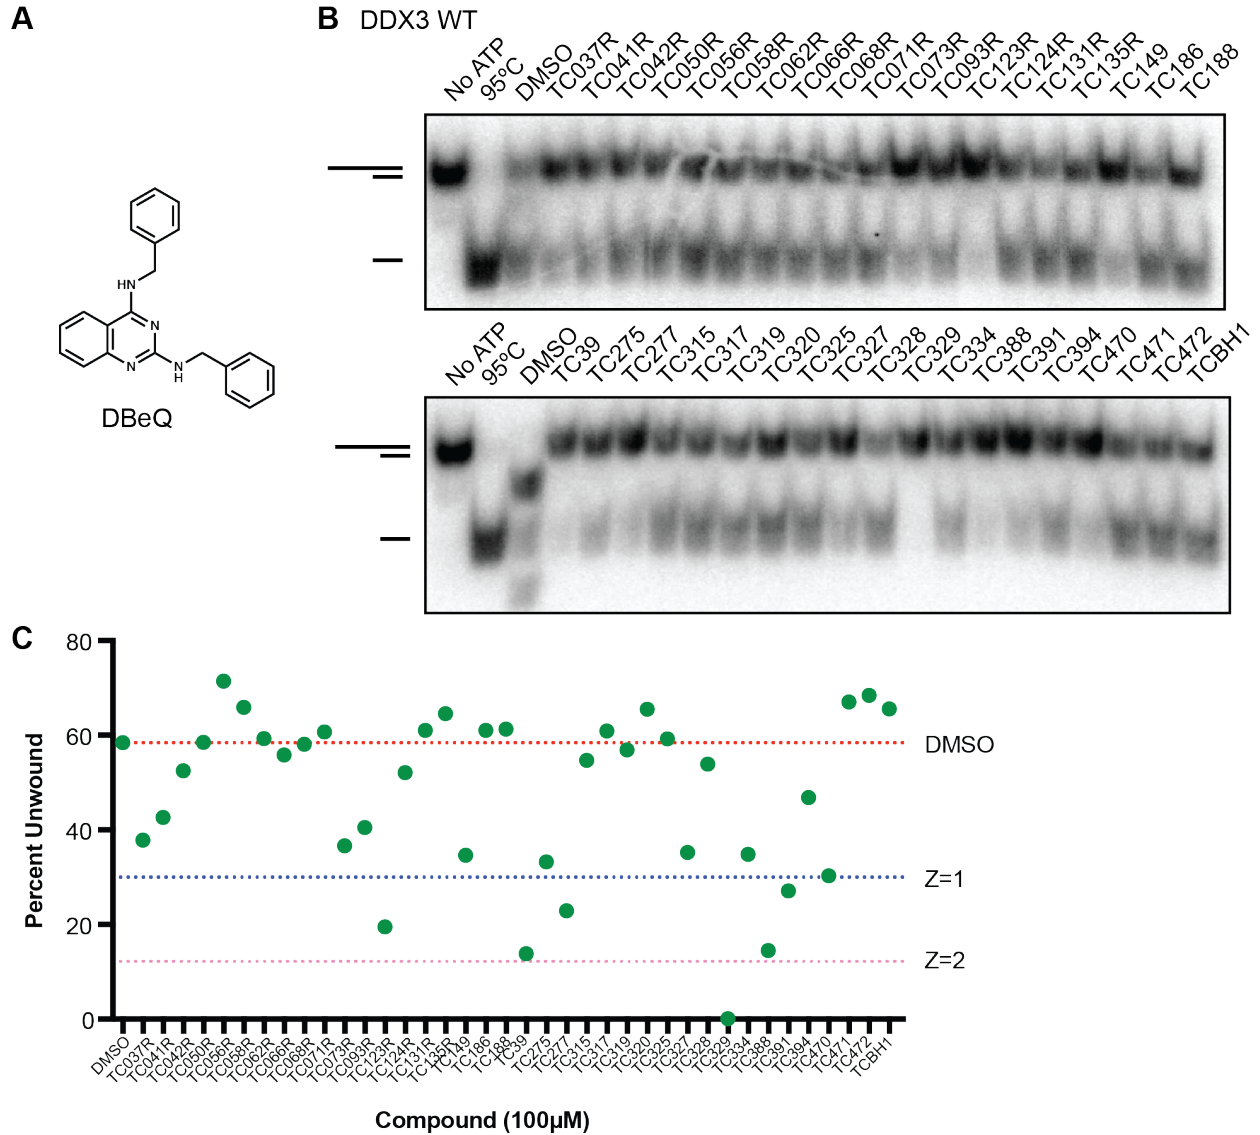 A
B DDX3 WT
No ATP 95ºC DMSO TC037R TC041R TC042R TC050R TC056R TC058R TC062R TC066R TC068R TC071R TC073R TC093R TC123R TC124R TC131R TC135R TC149 TC186 TC188
HN
N
N
N
H
DBeQ
No ATP 95ºC DMSO TC39 TC275 TC277 TC315 TC317 TC319 TC320 TC325 TC327 TC328 TC329 TC334 TC388 TC391 TC394 TC470 TC471 TC472 TCBH1
C
80
60
40
20
0
Percent Unwound
DMSO
Z=1
Z=2
DMSO TC037R TC041R TC042R TC050R TC056R TC058R TC062R TC066R TC068R TC071R TC073R TC093R TC123R TC124R TC131R TC135R TC149 TC186 TC188 TC39 TC275 TC277 TC315 TC317 TC319 TC320 TC325 TC327 TC328 TC329 TC334 TC388 TC391 TC394 TC470 TC471 TC472 TCBH1
Compound (100µM)